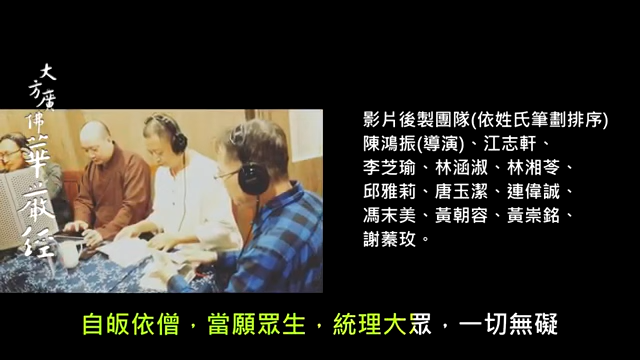 大方廣佛華嚴經
影片後製團隊(依姓氏筆劃排序)
陳鴻振(導演)、江志軒、
李芝瑜、林涵淑、林湘苓、
邱雅莉、唐玉潔、連偉誠、
馮末美、黃朝容、黃崇銘、
謝蓁玫。
自皈依僧，當願眾生，統理大眾，一切無礙